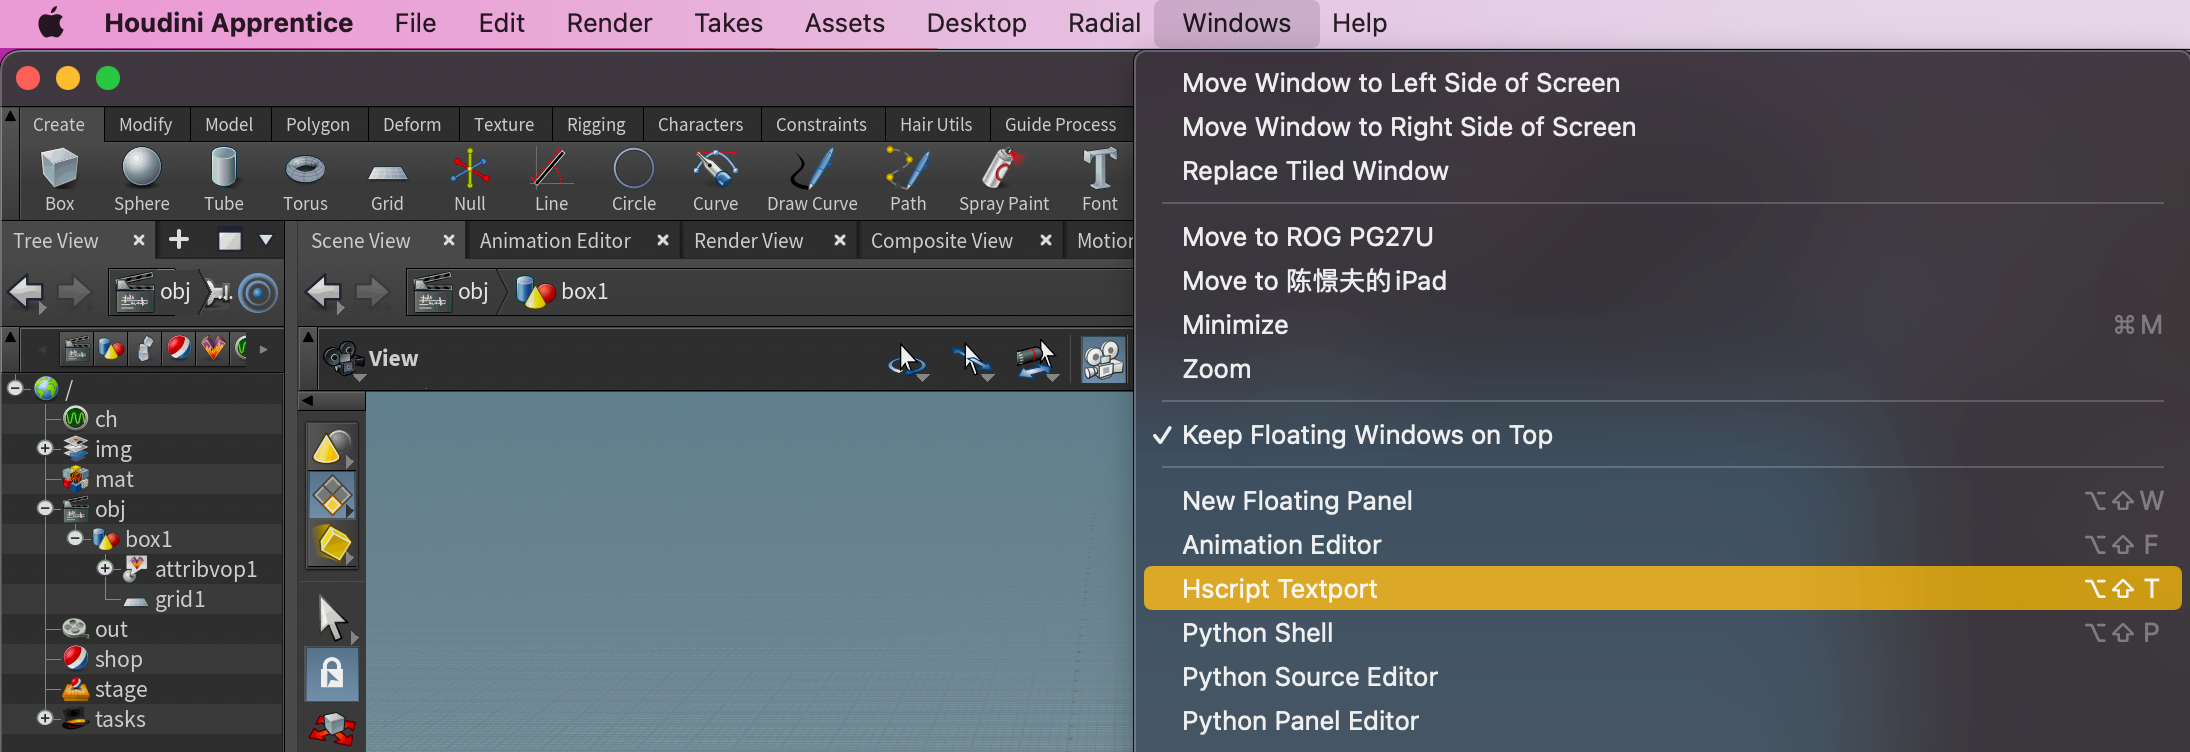 Houdini Apprentice File Edit Render Takes Assets Desktop Radial Windows Help
Create Modify Model Polygon Deform Texture Rigging Characters Constraints Hair Utils Guide Process
Box Sphere Tube Torus Grid Null Line Circle Curve Draw Curve Path Spray Paint Font
Tree View
Scene View Animation Editor Render View Composite View Motion
obj
obj box1
View
/
ch
img
mat
obj
box1
attribvop1
grid1
out
shop
stage
tasks
Move Window to Left Side of Screen
Move Window to Right Side of Screen
Replace Tiled Window
Move to ROG PG27U
Move to 陈憬夫的iPad
Minimize ⌘M
Zoom
✓ Keep Floating Windows on Top
New Floating Panel ⌥⇧W
Animation Editor ⌥⇧F
Hscript Textport ⌥⇧T
Python Shell ⌥⇧P
Python Source Editor
Python Panel Editor